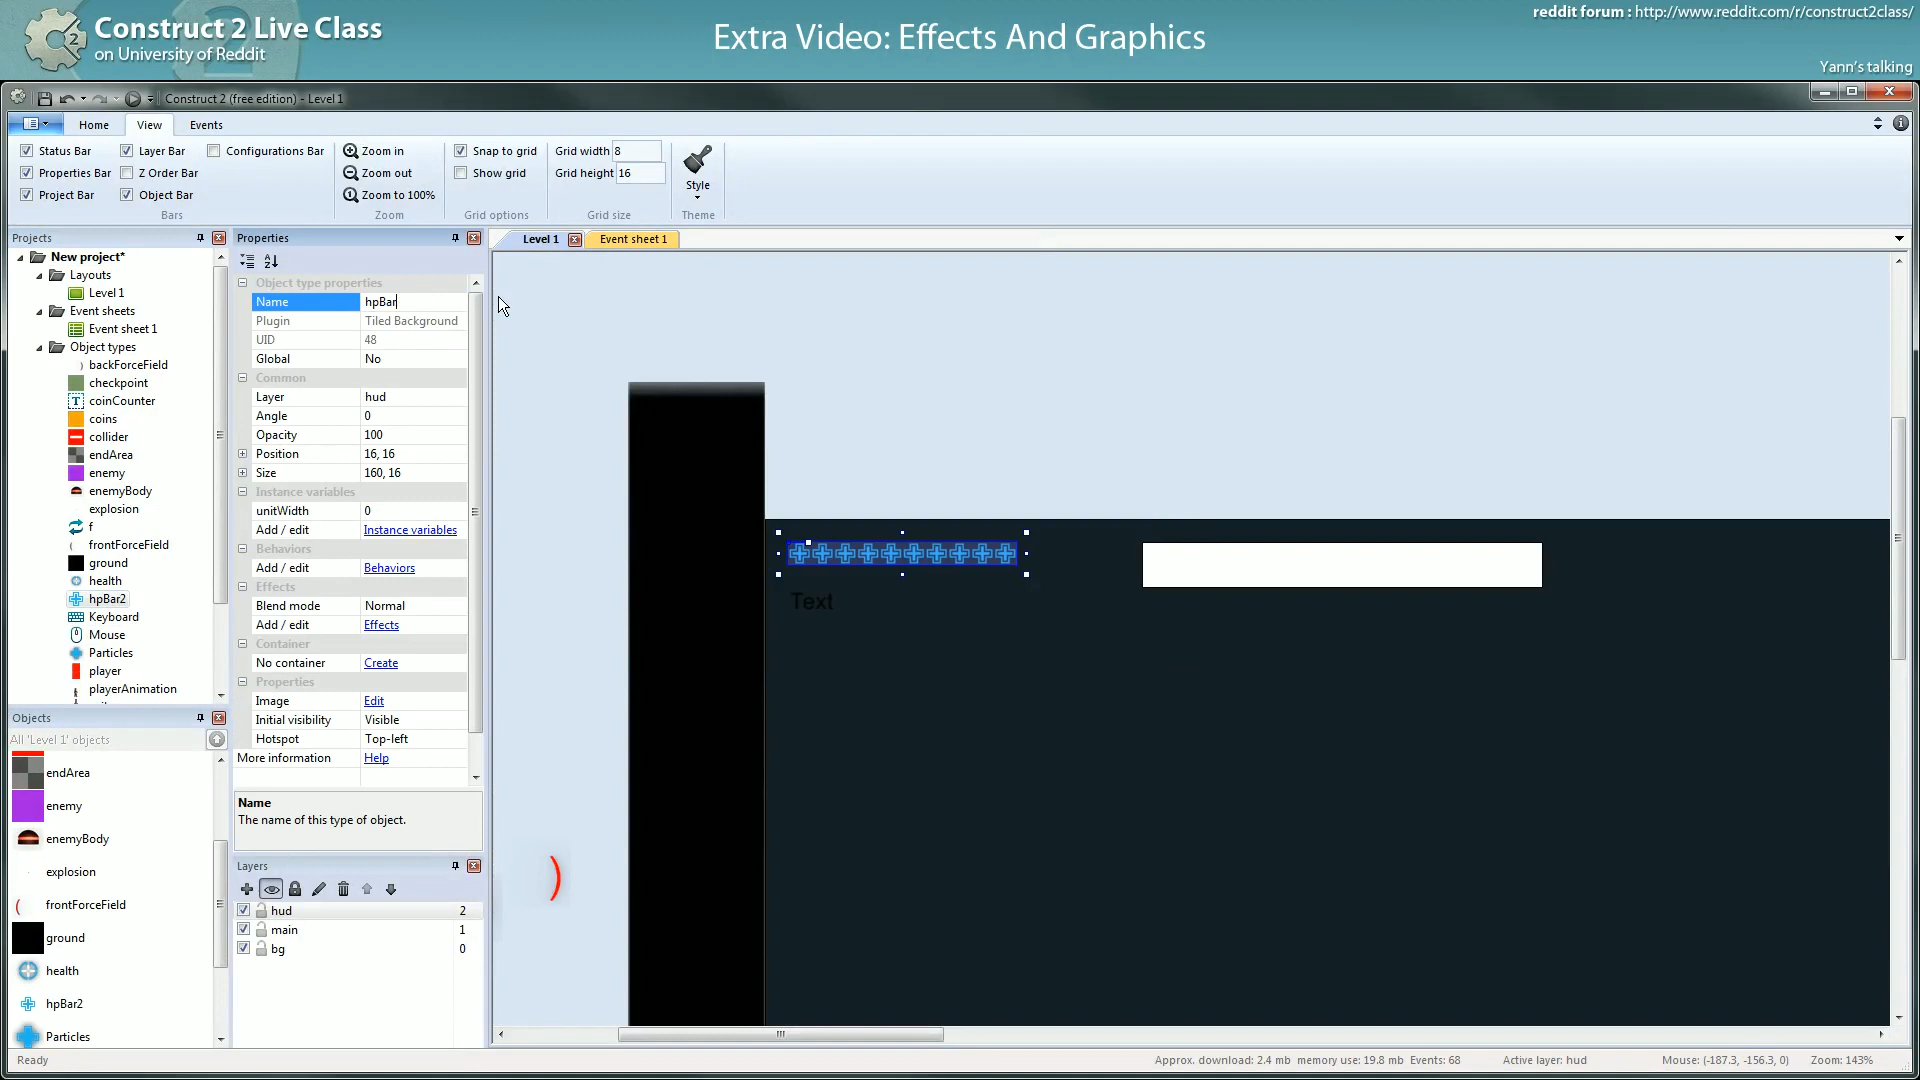 Construct 2 Live Class
on University of Reddit
Extra Video: Effects And Graphics
reddit forum : http://www.reddit.com/r/construct2class/
Yann's talking
Construct 2 (free edition) - Level 1
Home
View
Events
Status Bar
Layer Bar
Configurations Bar
Properties Bar
Z Order Bar
Project Bar
Object Bar
Bars
Zoom in
Zoom out
Zoom to 100%
Zoom
Snap to grid
Show grid
Grid options
Grid width 8
Grid height 16
Grid size
Style
Theme
Projects
New project*
Layouts
Level 1
Event sheets
Event sheet 1
Object types
backForceField
checkpoint
T coinCounter
coins
collider
endArea
enemy
enemyBody
explosion
f
frontForceField
ground
health
hpBar2
Keyboard
Mouse
Particles
player
playerAnimation
Objects
All 'Level 1' objects
endArea
enemy
enemyBody
explosion
frontForceField
ground
health
hpBar2
Particles
Properties
Object type properties
Name hpBar
Plugin Tiled Background
UID 48
Global No
Common
Layer hud
Angle 0
Opacity 100
Position 16, 16
Size 160, 16
Instance variables
unitWidth 0
Add / edit Instance variables
Behaviors
Add / edit Behaviors
Effects
Blend mode Normal
Add / edit Effects
Container
No container Create
Properties
Image Edit
Initial visibility Visible
Hotspot Top-left
More information Help
Name
The name of this type of object.
Layers
hud 2
main 1
bg 0
Level 1
Event sheet 1
Text
Ready
Approx. download: 2.4 mb memory use: 19.8 mb Events: 68
Active layer: hud
Mouse: (-187.3, -156.3, 0)
Zoom: 143%